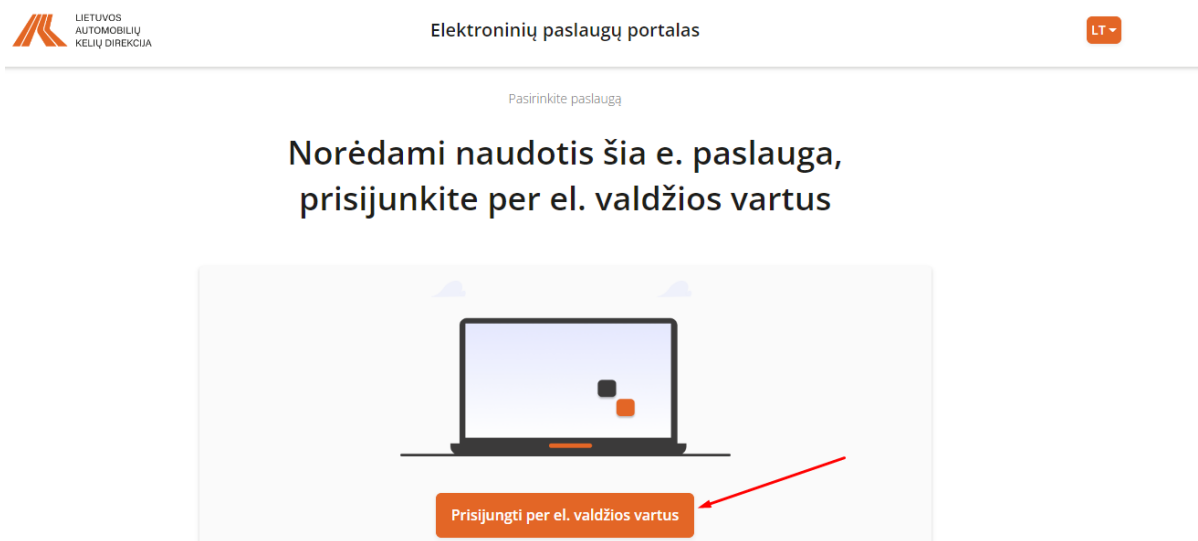 LIETUVOS
AUTOMOBILIŲ
KELIŲ DIREKCIJA
Elektroninių paslaugų portalas
LT
Pasirinkite paslaugą
Norėdami naudotis šia e. paslauga,
prisijunkite per el. valdžios vartus
Prisijungti per el. valdžios vartus